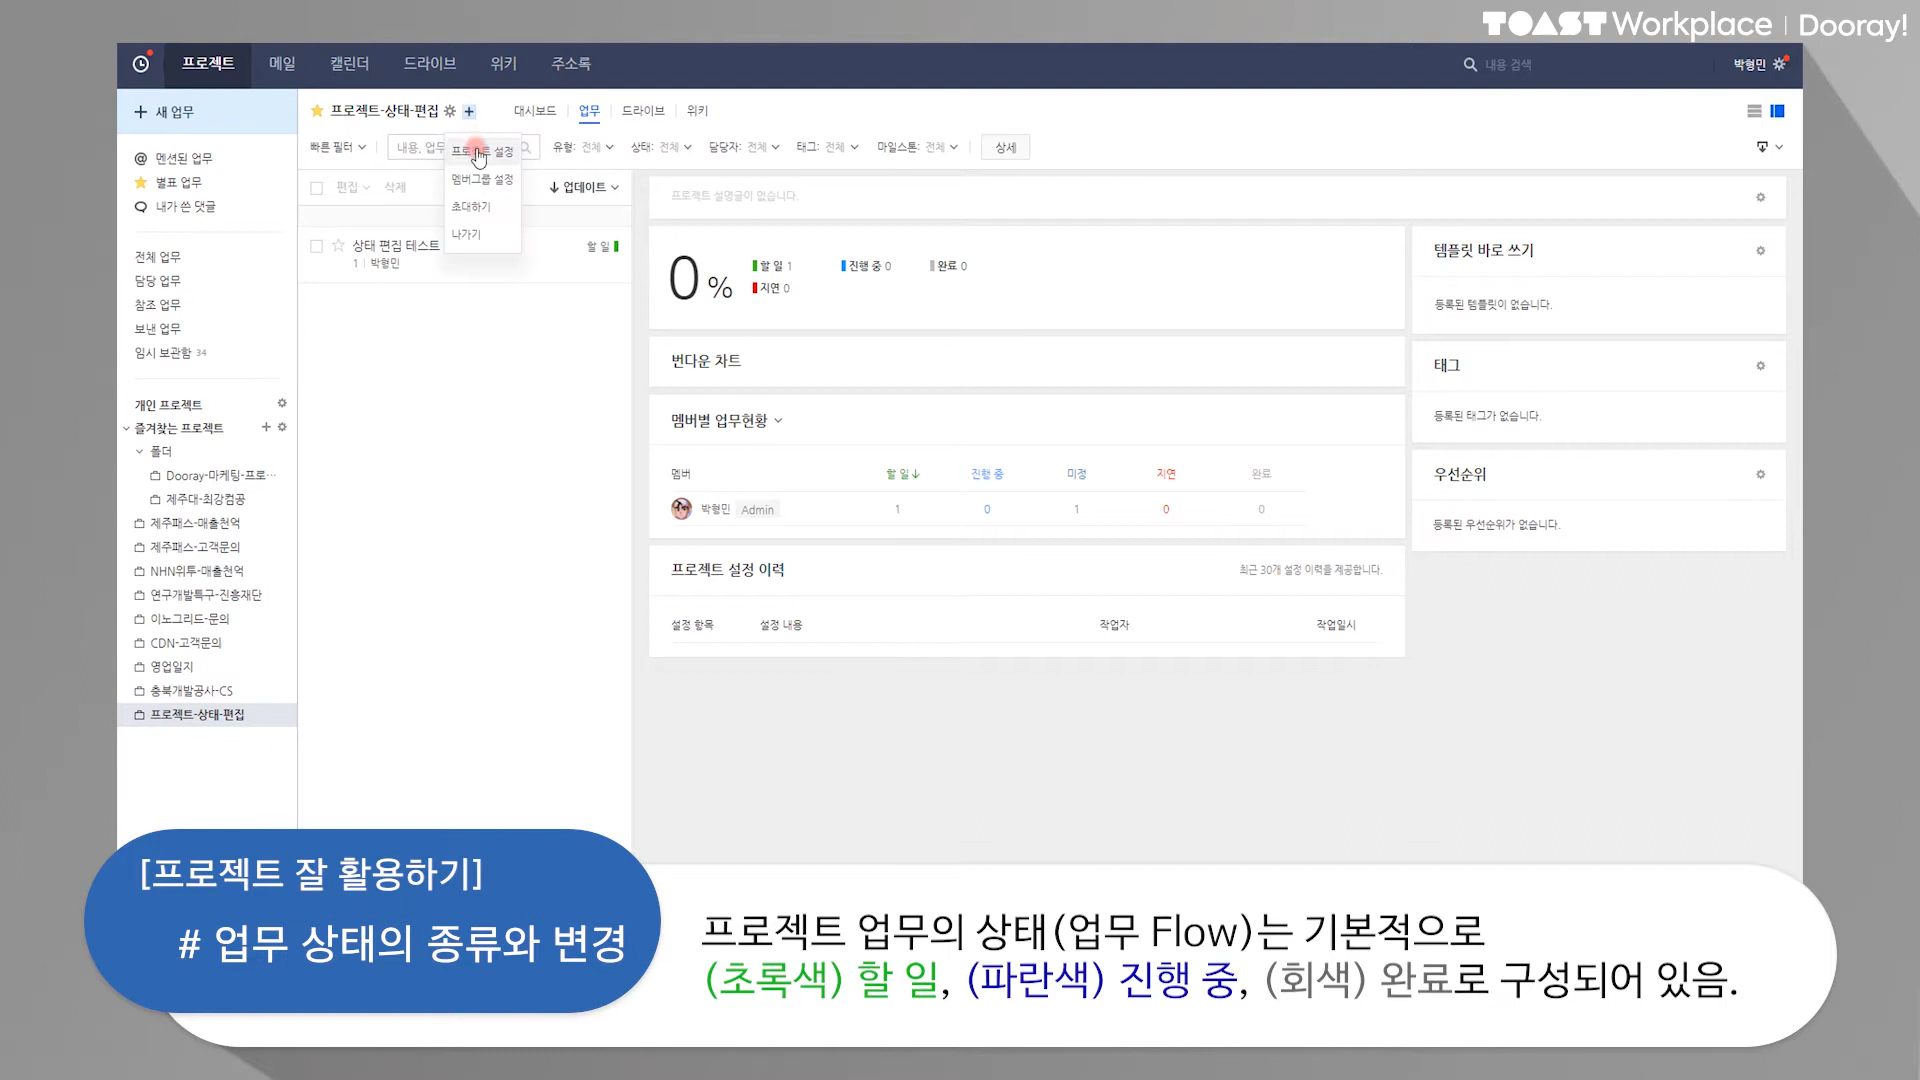 TOAST Workplace | Dooray!
프로젝트 메일 캘린더 드라이브 위키 주소록 내용 검색 박형민
새 업무
프로젝트-상태-편집 대시보드 업무 드라이브 위키
빠른 필터 내용, 업무 유형: 전체 상태: 전체 담당자: 전체 태그: 전체 마일스톤: 전체 상세
프로젝트 설정
멤버그룹 설정
초대하기
나가기
편집 삭제 업데이트
상태 편집 테스트 할 일
1 | 박형민
@ 멘션된 업무
별표 업무
내가 쓴 댓글
전체 업무
담당 업무
참조 업무
보낸 업무
임시 보관함 34
개인 프로젝트
즐겨찾는 프로젝트
폴더
Dooray-마케팅-프로…
제주대-최강컴공
제주패스-매출천억
제주패스-고객문의
NHN위투-매출천억
연구개발특구-진흥재단
이노그리드-문의
CDN-고객문의
영업일지
충북개발공사-CS
프로젝트-상태-편집
프로젝트 설명글이 없습니다.
0 %
할 일 1 진행 중 0 완료 0
지연 0
번다운 차트
멤버별 업무현황
멤버 할 일 진행 중 미정 지연 완료
박형민 Admin 1 0 1 0 0
프로젝트 설정 이력 최근 30개 설정 이력을 제공합니다.
설정 항목 설정 내용 작업자 작업일시
템플릿 바로 쓰기
등록된 템플릿이 없습니다.
태그
등록된 태그가 없습니다.
우선순위
등록된 우선순위가 없습니다.
[프로젝트 잘 활용하기]
# 업무 상태의 종류와 변경
프로젝트 업무의 상태(업무 Flow)는 기본적으로
(초록색) 할 일, (파란색) 진행 중, (회색) 완료로 구성되어 있음.